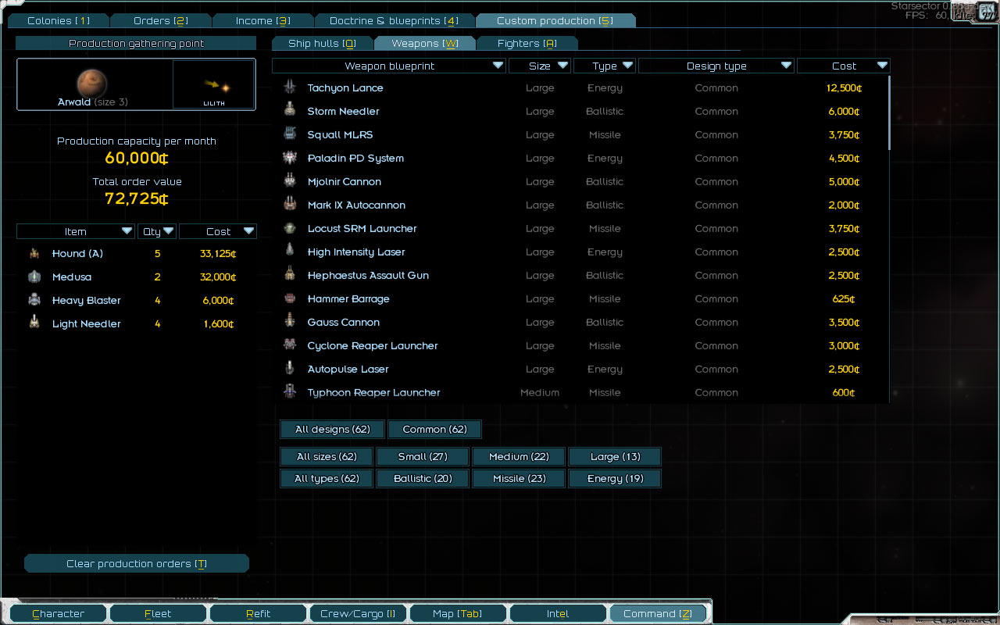 Colonies [1] Orders [2] Income [3] Doctrine & blueprints [4] Custom production [5]
Starsector
FPS: 60, Idle
Production gathering point
Ship hulls [Q] Weapons [W] Fighters [A]
Weapon blueprint Size Type Design type Cost
Arwald (size 3)
LILITH
Production capacity per month
60,000¢
Total order value
72,725¢
Item Qty Cost
Hound (A) 5 33,125¢
Medusa 2 32,000¢
Heavy Blaster 4 6,000¢
Light Needler 4 1,600¢
Clear production orders [T]
Tachyon Lance Large Energy Common 12,500¢
Storm Needler Large Ballistic Common 6,000¢
Squall MLRS Large Missile Common 3,750¢
Paladin PD System Large Energy Common 4,500¢
Mjolnir Cannon Large Ballistic Common 5,000¢
Mark IX Autocannon Large Ballistic Common 2,000¢
Locust SRM Launcher Large Missile Common 3,750¢
High Intensity Laser Large Energy Common 2,500¢
Hephaestus Assault Gun Large Ballistic Common 2,500¢
Hammer Barrage Large Missile Common 625¢
Gauss Cannon Large Ballistic Common 3,500¢
Cyclone Reaper Launcher Large Missile Common 3,000¢
Autopulse Laser Large Energy Common 2,500¢
Typhoon Reaper Launcher Medium Missile Common 600¢
All designs (62) Common (62)
All sizes (62) Small (27) Medium (22) Large (13)
All types (62) Ballistic (20) Missile (23) Energy (19)
Character Fleet Refit Crew/Cargo [I] Map [Tab] Intel Command [Z]